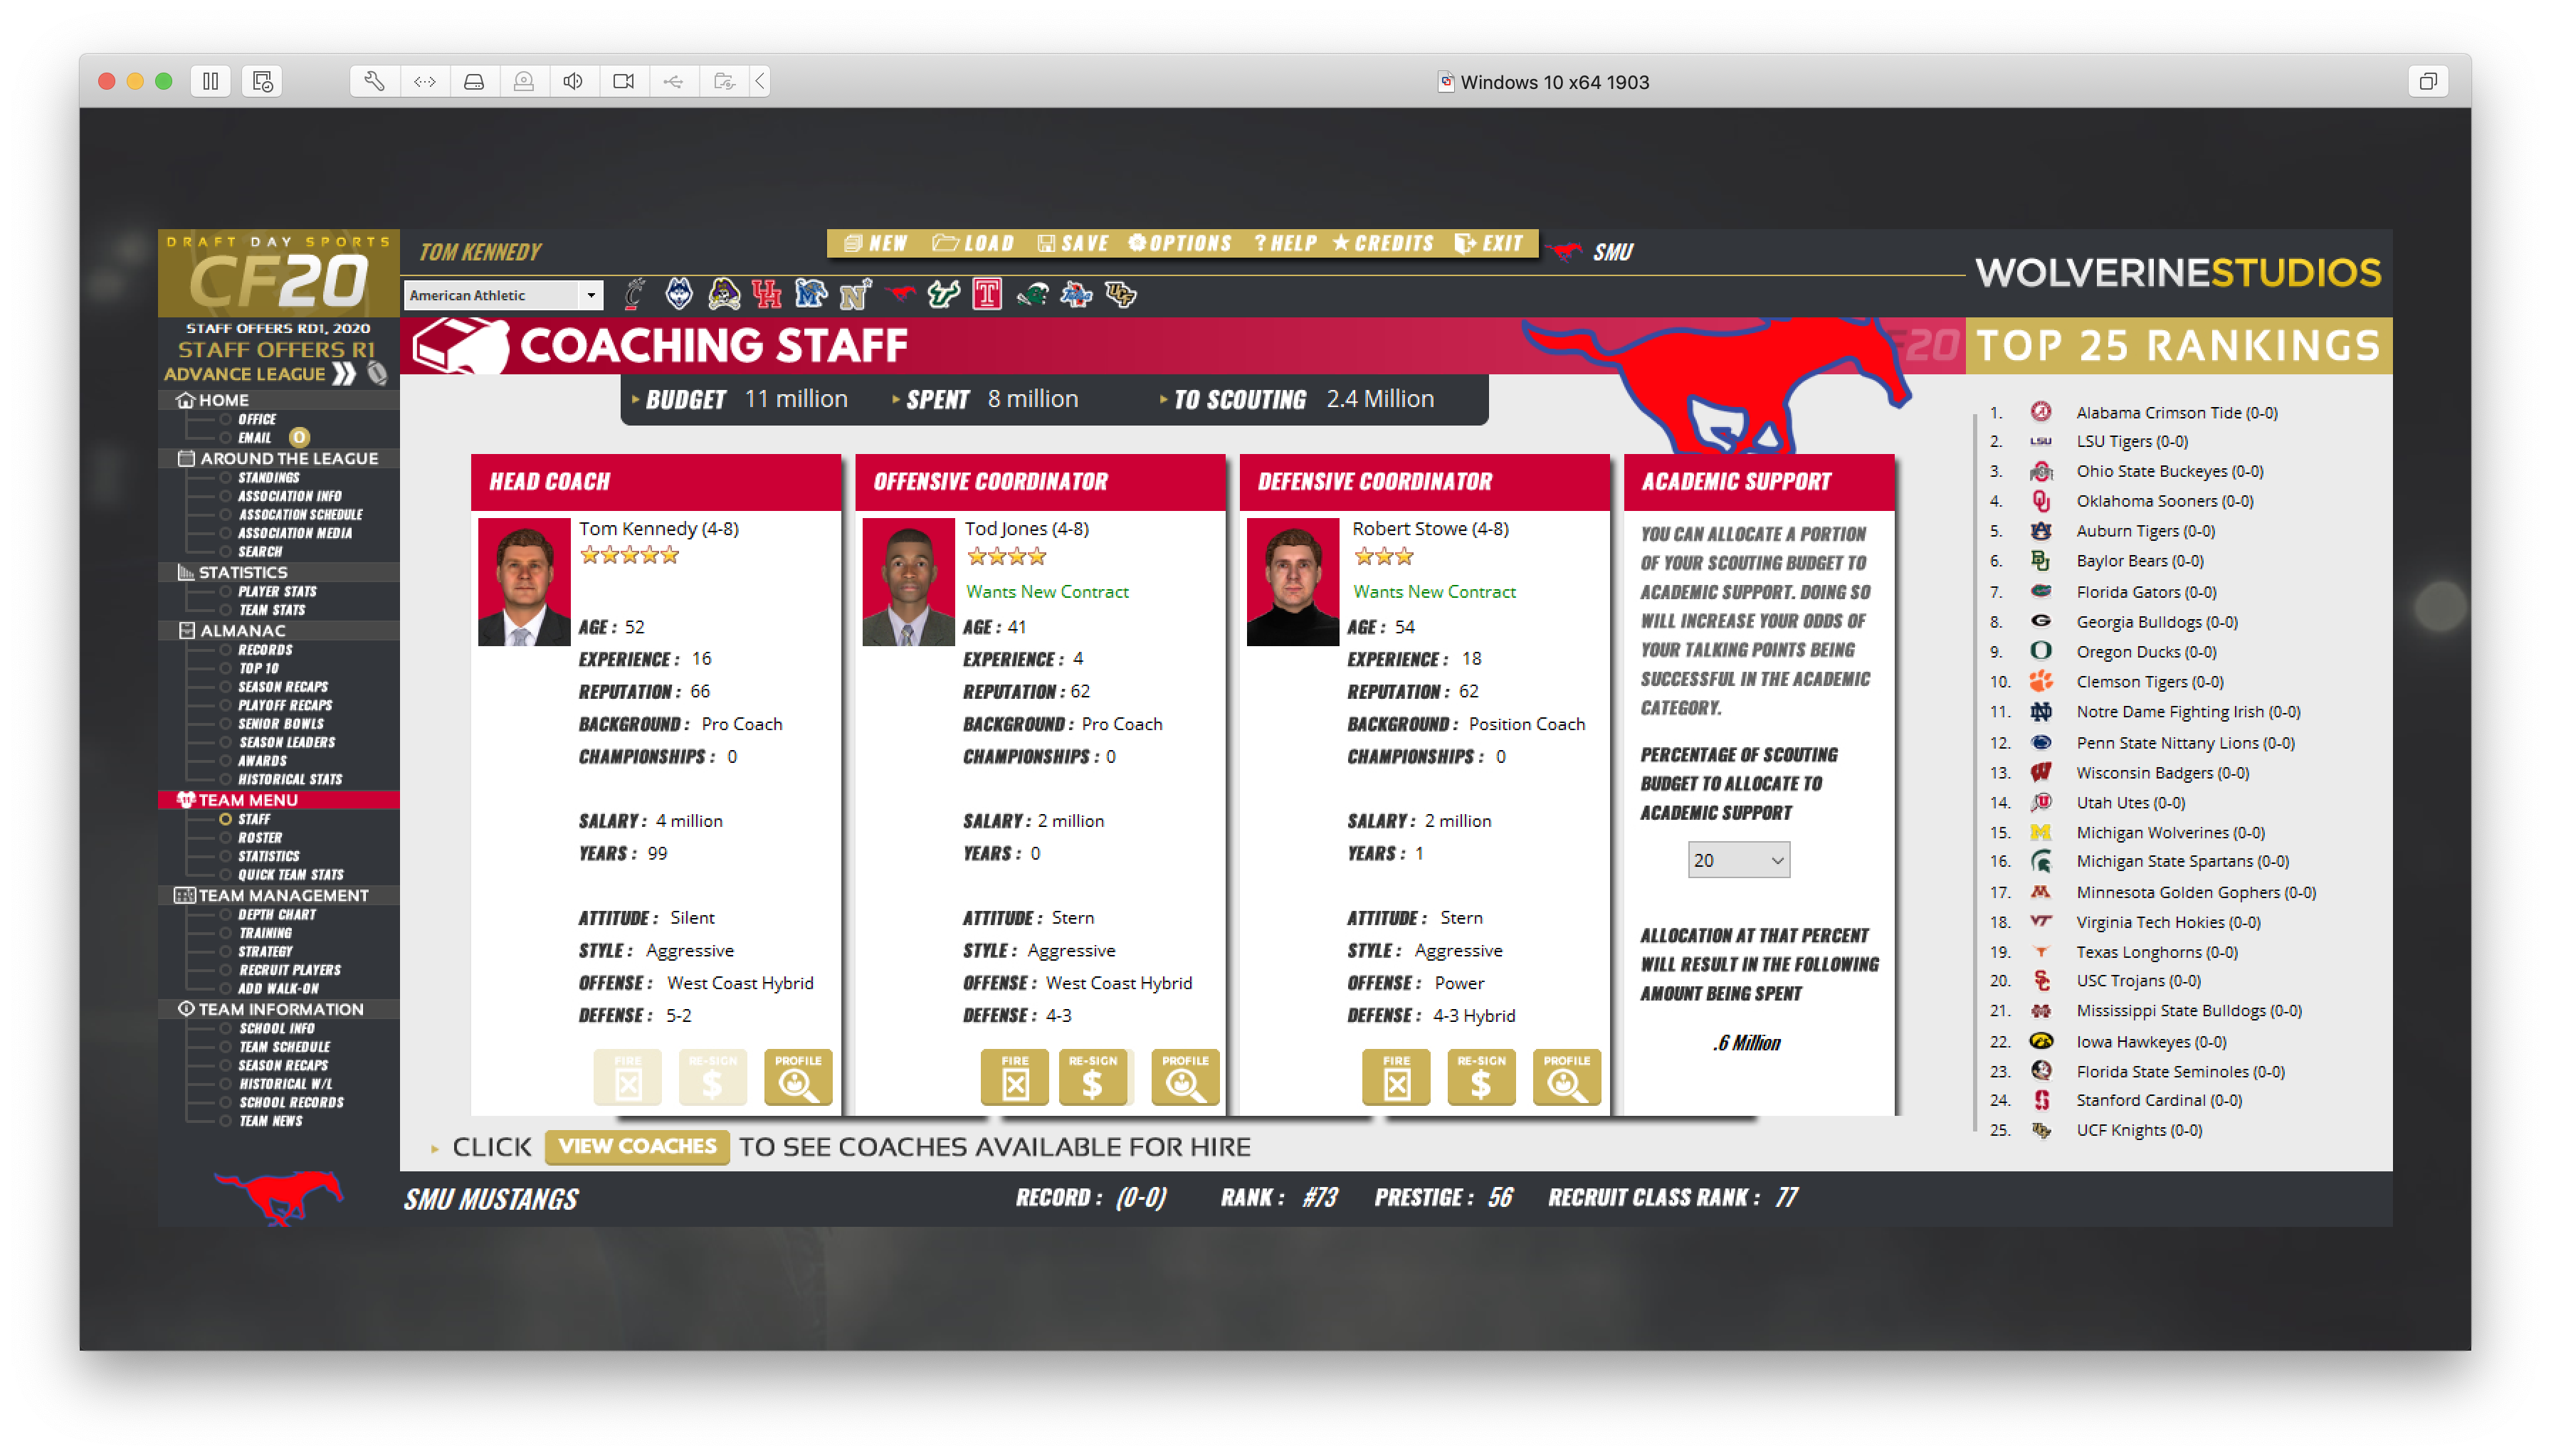 Windows 10 x64 1903
DRAFT DAY SPORTS
CF20
TOM KENNEDY
NEW LOAD SAVE OPTIONS ? HELP CREDITS EXIT
SMU
WOLVERINESTUDIOS
American Athletic
STAFF OFFERS RD1, 2020
STAFF OFFERS R1
ADVANCE LEAGUE
HOME
OFFICE
EMAIL 0
AROUND THE LEAGUE
STANDINGS
ASSOCIATION INFO
ASSOCATION SCHEDULE
ASSOCIATION MEDIA
SEARCH
STATISTICS
PLAYER STATS
TEAM STATS
ALMANAC
RECORDS
TOP 10
SEASON RECAPS
PLAYOFF RECAPS
SENIOR BOWLS
SEASON LEADERS
AWARDS
HISTORICAL STATS
TEAM MENU
STAFF
ROSTER
STATISTICS
QUICK TEAM STATS
TEAM MANAGEMENT
DEPTH CHART
TRAINING
STRATEGY
RECRUIT PLAYERS
ADD WALK-ON
TEAM INFORMATION
SCHOOL INFO
TEAM SCHEDULE
SEASON RECAPS
HISTORICAL W/L
SCHOOL RECORDS
TEAM NEWS
COACHING STAFF
BUDGET 11 million SPENT 8 million TO SCOUTING 2.4 Million
HEAD COACH
Tom Kennedy (4-8)
AGE : 52
EXPERIENCE : 16
REPUTATION : 66
BACKGROUND : Pro Coach
CHAMPIONSHIPS : 0
SALARY : 4 million
YEARS : 99
ATTITUDE : Silent
STYLE : Aggressive
OFFENSE : West Coast Hybrid
DEFENSE : 5-2
FIRE RE-SIGN PROFILE
OFFENSIVE COORDINATOR
Tod Jones (4-8)
Wants New Contract
AGE : 41
EXPERIENCE : 4
REPUTATION : 62
BACKGROUND : Pro Coach
CHAMPIONSHIPS : 0
SALARY : 2 million
YEARS : 0
ATTITUDE : Stern
STYLE : Aggressive
OFFENSE : West Coast Hybrid
DEFENSE : 4-3
FIRE RE-SIGN PROFILE
DEFENSIVE COORDINATOR
Robert Stowe (4-8)
Wants New Contract
AGE : 54
EXPERIENCE : 18
REPUTATION : 62
BACKGROUND : Position Coach
CHAMPIONSHIPS : 0
SALARY : 2 million
YEARS : 1
ATTITUDE : Stern
STYLE : Aggressive
OFFENSE : Power
DEFENSE : 4-3 Hybrid
FIRE RE-SIGN PROFILE
ACADEMIC SUPPORT
YOU CAN ALLOCATE A PORTION
OF YOUR SCOUTING BUDGET TO
ACADEMIC SUPPORT. DOING SO
WILL INCREASE YOUR ODDS OF
YOUR TALKING POINTS BEING
SUCCESSFUL IN THE ACADEMIC
CATEGORY.
PERCENTAGE OF SCOUTING
BUDGET TO ALLOCATE TO
ACADEMIC SUPPORT
20
ALLOCATION AT THAT PERCENT
WILL RESULT IN THE FOLLOWING
AMOUNT BEING SPENT
.6 Million
CLICK VIEW COACHES TO SEE COACHES AVAILABLE FOR HIRE
CF20
TOP 25 RANKINGS
1. Alabama Crimson Tide (0-0)
2. LSU LSU Tigers (0-0)
3. Ohio State Buckeyes (0-0)
4. Oklahoma Sooners (0-0)
5. Auburn Tigers (0-0)
6. Baylor Bears (0-0)
7. Florida Gators (0-0)
8. Georgia Bulldogs (0-0)
9. Oregon Ducks (0-0)
10. Clemson Tigers (0-0)
11. Notre Dame Fighting Irish (0-0)
12. Penn State Nittany Lions (0-0)
13. Wisconsin Badgers (0-0)
14. Utah Utes (0-0)
15. Michigan Wolverines (0-0)
16. Michigan State Spartans (0-0)
17. Minnesota Golden Gophers (0-0)
18. Virginia Tech Hokies (0-0)
19. Texas Longhorns (0-0)
20. USC Trojans (0-0)
21. Mississippi State Bulldogs (0-0)
22. Iowa Hawkeyes (0-0)
23. Florida State Seminoles (0-0)
24. Stanford Cardinal (0-0)
25. UCF Knights (0-0)
SMU MUSTANGS RECORD : (0-0) RANK : #73 PRESTIGE : 56 RECRUIT CLASS RANK : 77